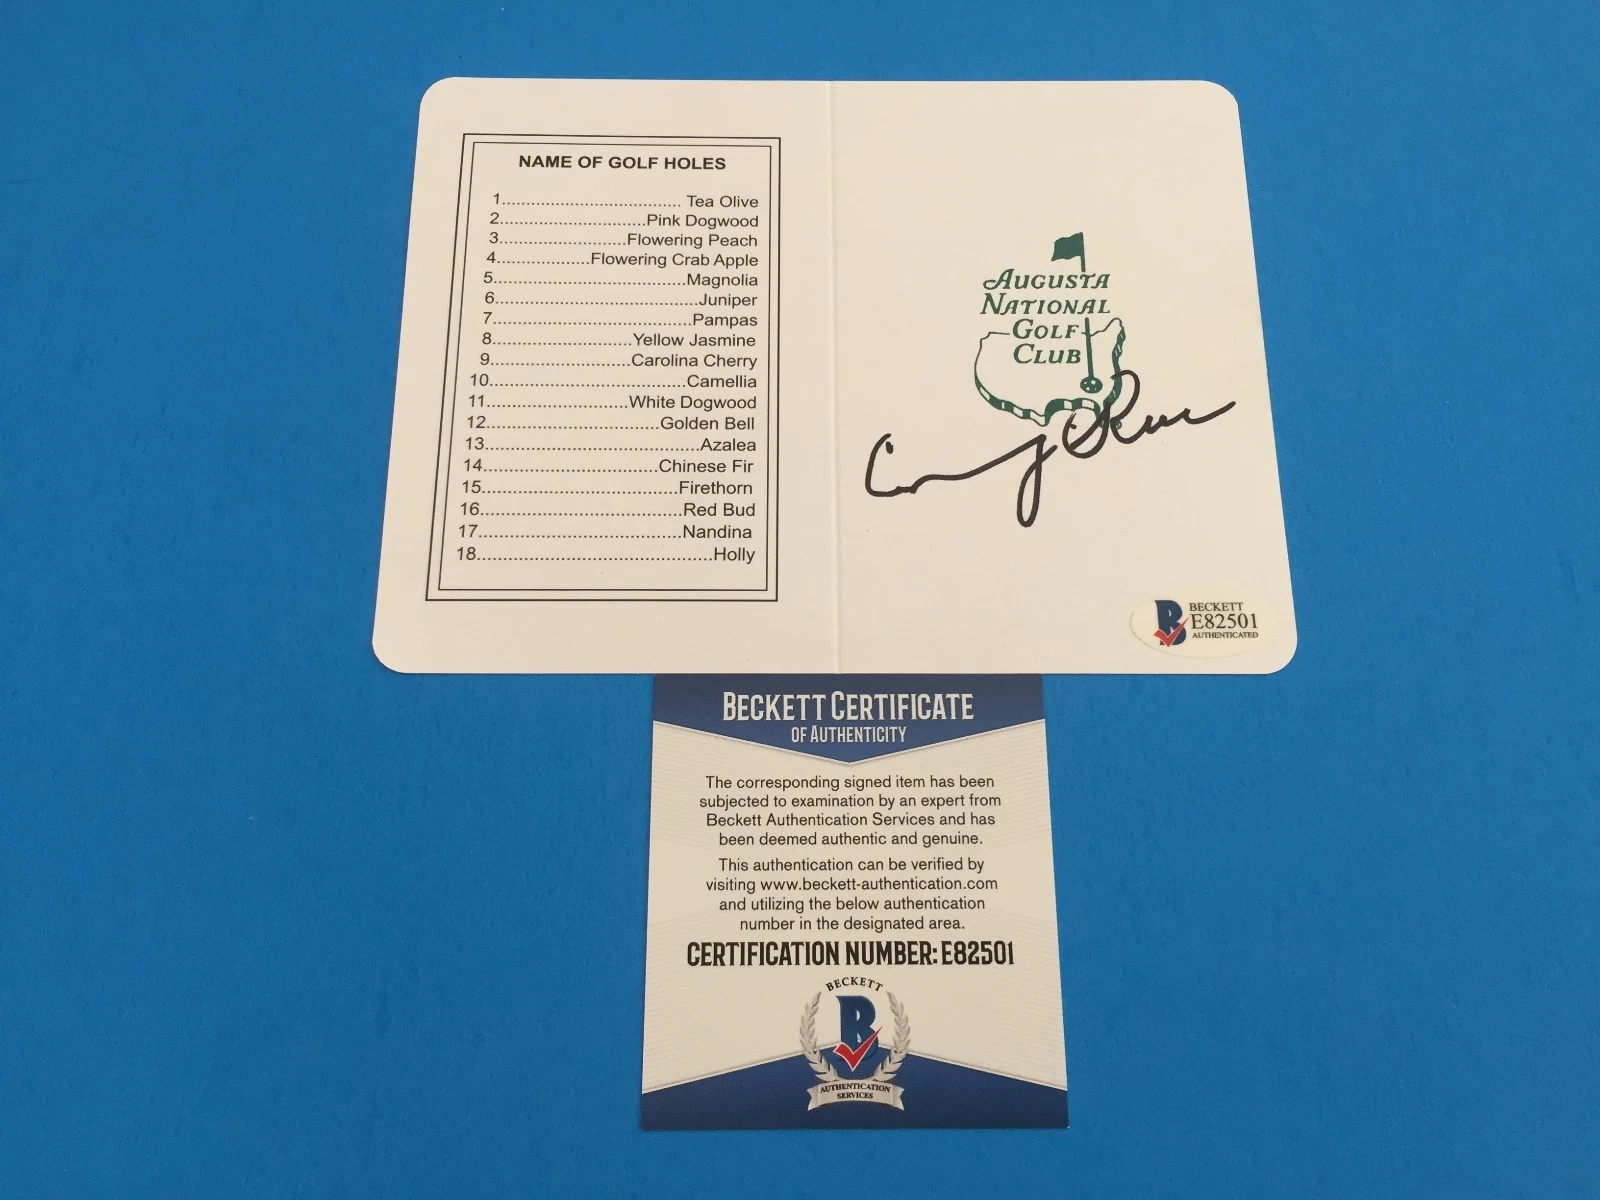 NAME OF GOLF HOLES
1.............................. Tea Olive
2.........................Pink Dogwood
3......................Flowering Peach
4................Flowering Crab Apple
5.................................Magnolia
6...................................Juniper
7..................................Pampas
8.........................Yellow Jasmine
9........................Carolina Cherry
10..................................Camellia
11........................White Dogwood
12..............................Golden Bell
13......................................Azalea
14..............................Chinese Fir
15..................................Firethorn
16...................................Red Bud
17...................................Nandina
18.........................................Holly
AUGUSTA
NATIONAL
GOLF
CLUB
BECKETT
E82501
AUTHENTICATED
BECKETT CERTIFICATE
OF AUTHENTICITY
The corresponding signed item has been
subjected to examination by an expert from
Beckett Authentication Services and has
been deemed authentic and genuine.
This authentication can be verified by
visiting www.beckett-authentication.com
and utilizing the below authentication
number in the designated area.
CERTIFICATION NUMBER: E82501
BECKETT
B
AUTHENTICATION
SERVICES